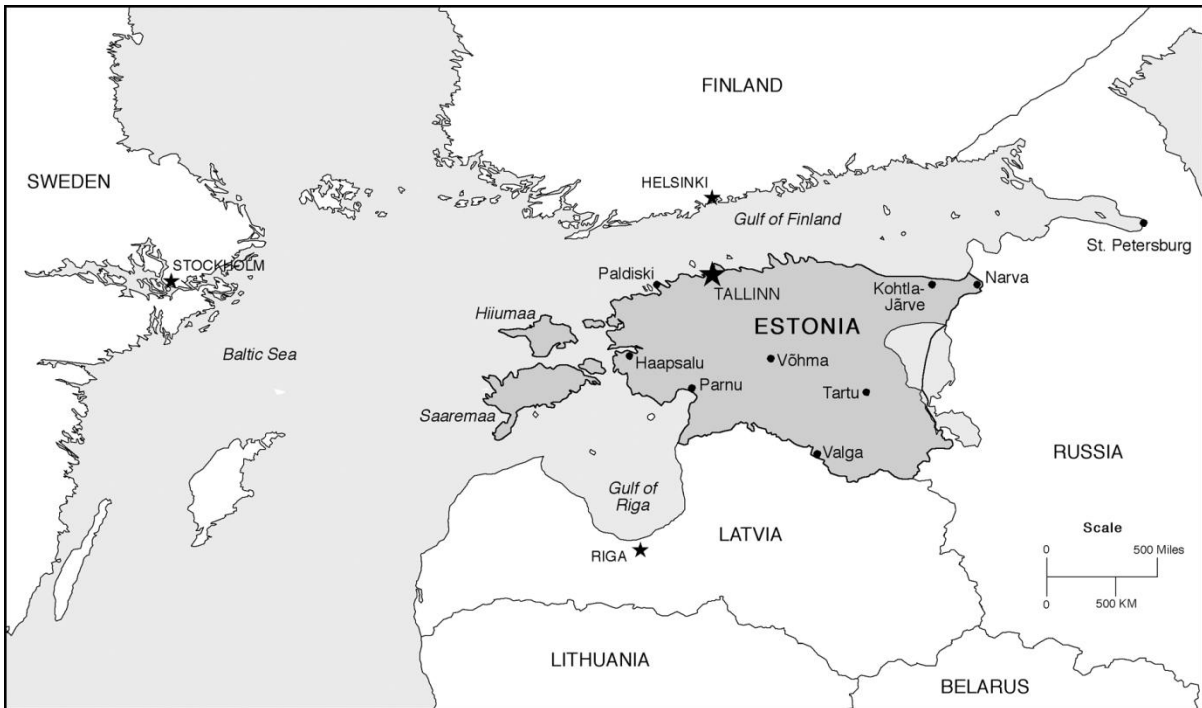 FINLAND
SWEDEN
HELSINKI
Gulf of Finland
St. Petersburg
STOCKHOLM
Paldiski
TALLINN
Kohtla-
Järve
Narva
Hiiumaa
ESTONIA
Baltic Sea
Haapsalu
Võhma
Parnu
Tartu
Saaremaa
Valga
RUSSIA
Gulf of
Riga
LATVIA
RIGA
Scale
0 500 Miles
0 500 KM
LITHUANIA
BELARUS